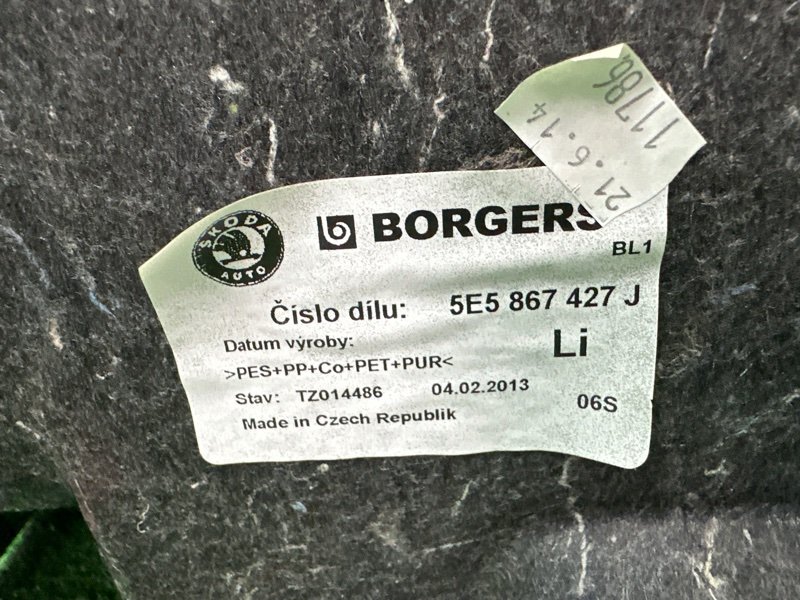 11786
21.6.14
ŠKODA
AUTO
BORGERS
BL1
Číslo dílu: 5E5 867 427 J
Datum výroby:
Li
>PES+PP+Co+PET+PUR<
Stav: TZ014486 04.02.2013
06S
Made in Czech Republik